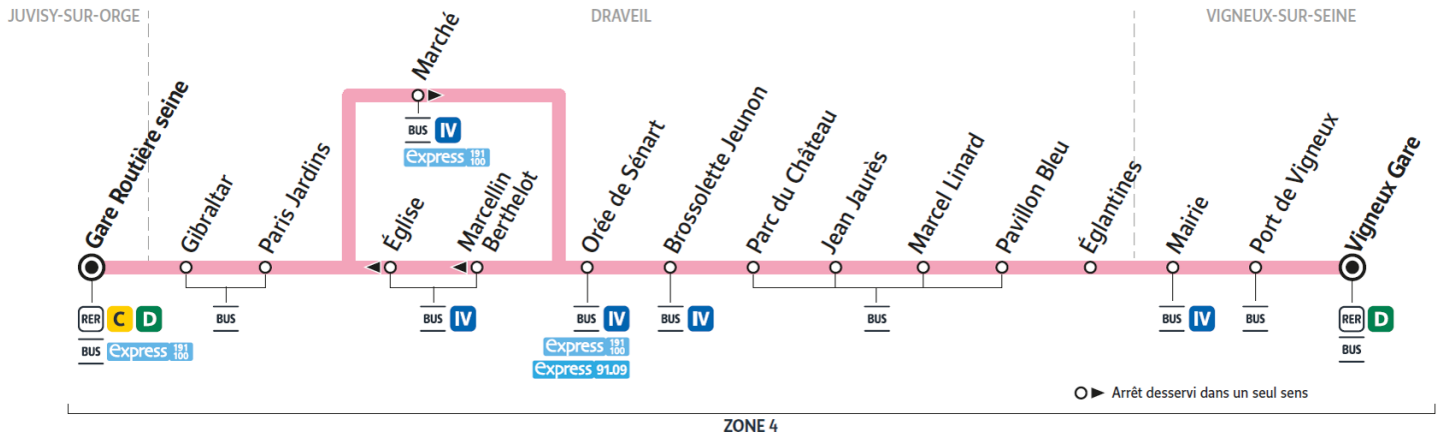 JUVISY-SUR-ORGE
DRAVEIL
VIGNEUX-SUR-SEINE
Gare Routière seine
Gibraltar
Paris Jardins
Marché
Église
Marcellin
Berthelot
Orée de Sénart
Brossolette Jeunon
Parc du Château
Jean Jaurès
Marcel Linard
Pavillon Bleu
Églantines
Mairie
Port de Vigneux
Vigneux Gare
BUS IV
express 191 100
RER C D
BUS express 191 100
BUS
BUS IV
BUS IV
express 191 100
express 91.09
BUS IV
BUS
BUS IV
BUS
RER D
BUS
Arrêt desservi dans un seul sens
ZONE 4